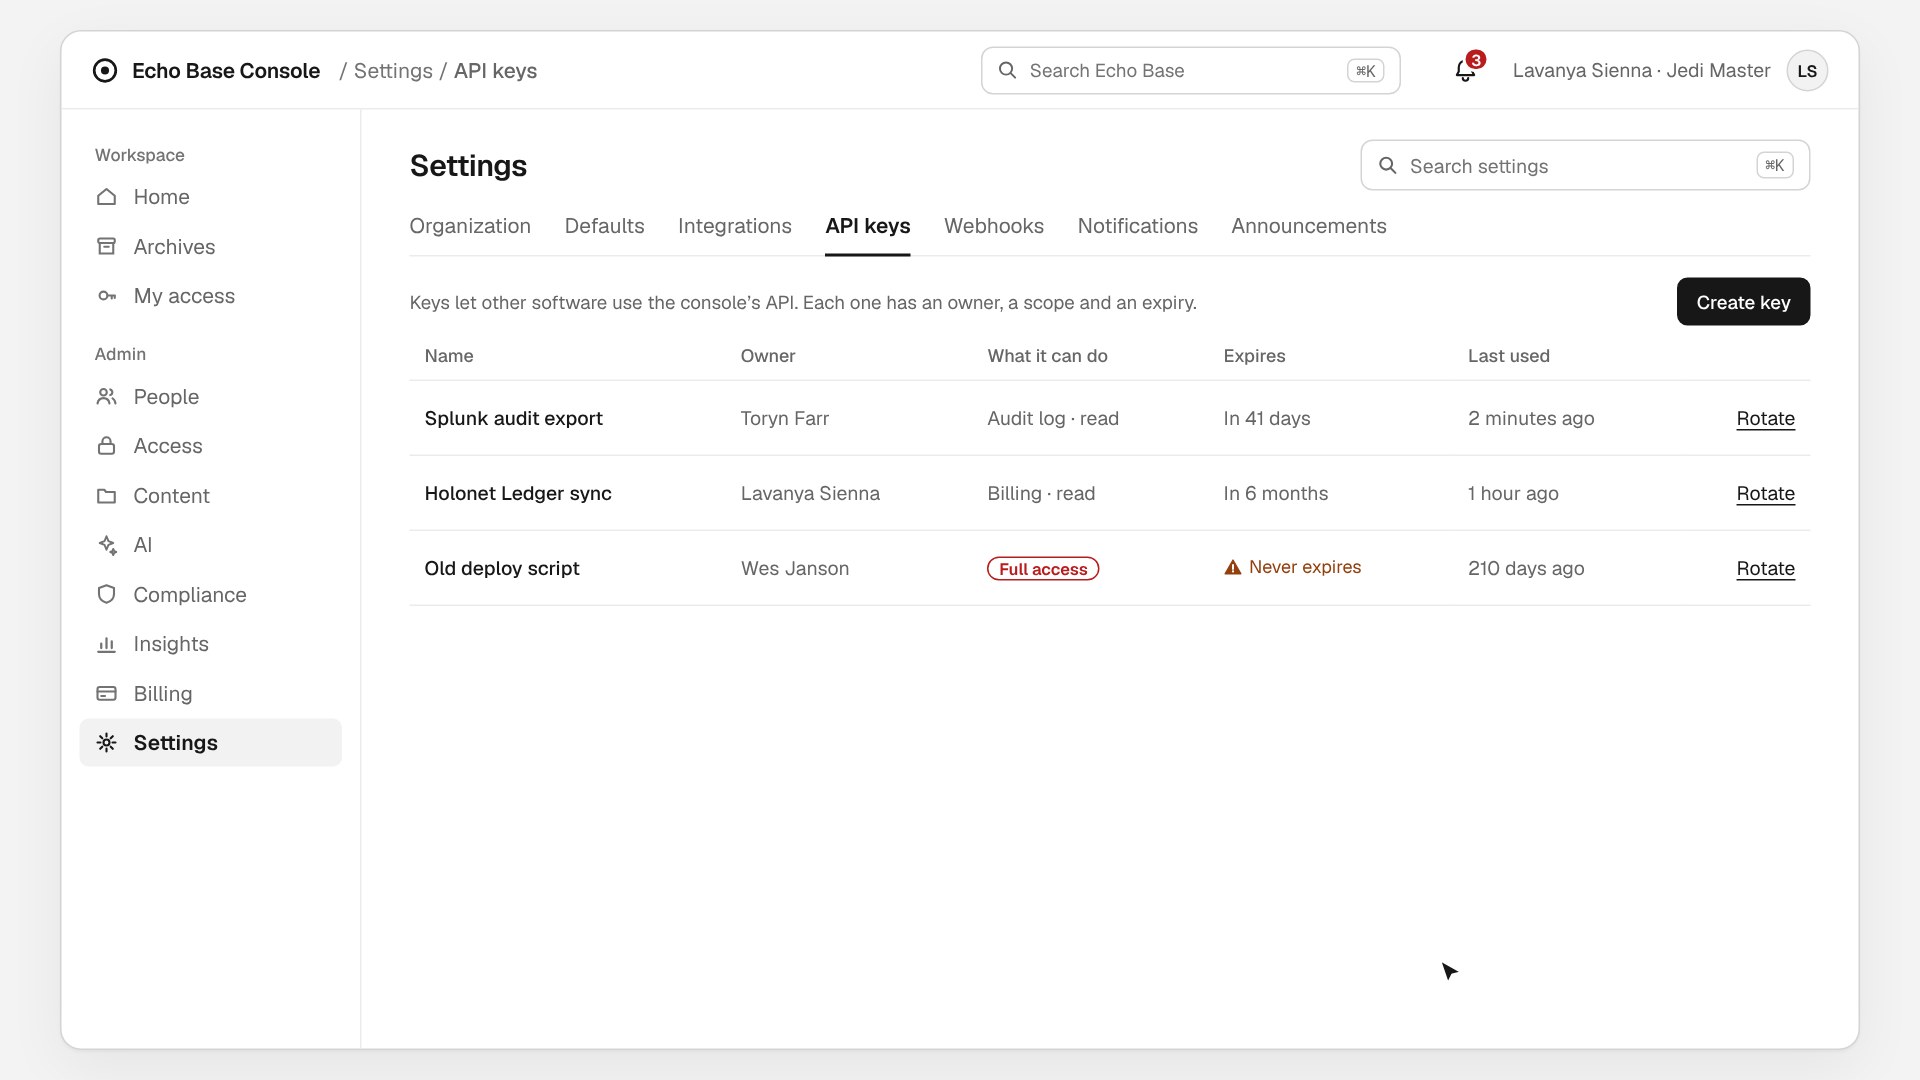 Echo Base Console / Settings / API keys
Search Echo Base ⌘K
3
Lavanya Sienna · Jedi Master LS
Workspace
Home
Archives
My access
Admin
People
Access
Content
AI
Compliance
Insights
Billing
Settings
Settings
Search settings ⌘K
Organization Defaults Integrations API keys Webhooks Notifications Announcements
Keys let other software use the console’s API. Each one has an owner, a scope and an expiry.
Create key
Name Owner What it can do Expires Last used
Splunk audit export Toryn Farr Audit log · read In 41 days 2 minutes ago Rotate
Holonet Ledger sync Lavanya Sienna Billing · read In 6 months 1 hour ago Rotate
Old deploy script Wes Janson Full access Never expires 210 days ago Rotate